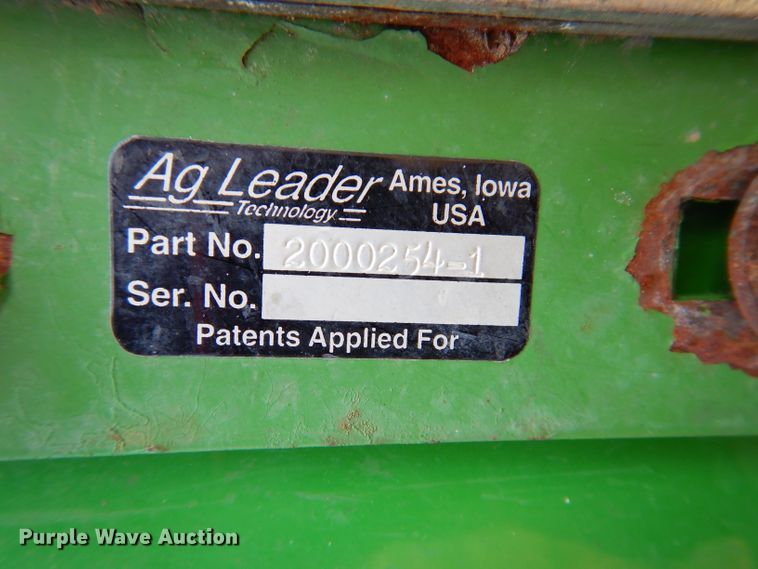 Ag Leader Ames, Iowa
Technology USA
Part No. 2000254-1
Ser. No.
Patents Applied For
Purple Wave Auction